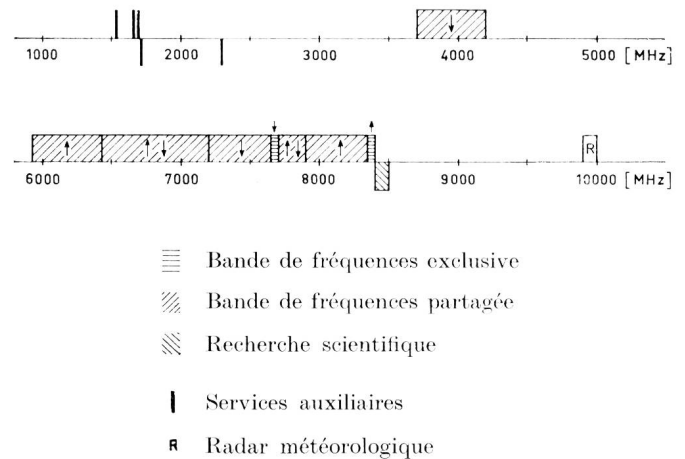 1000 2000 3000 4000 5000 [MHz]
R
6000 7000 8000 9000 10000 [MHz]
Bande de fréquences exclusive
Bande de fréquences partagée
Recherche scientifique
Services auxiliaires
R Radar météorologique